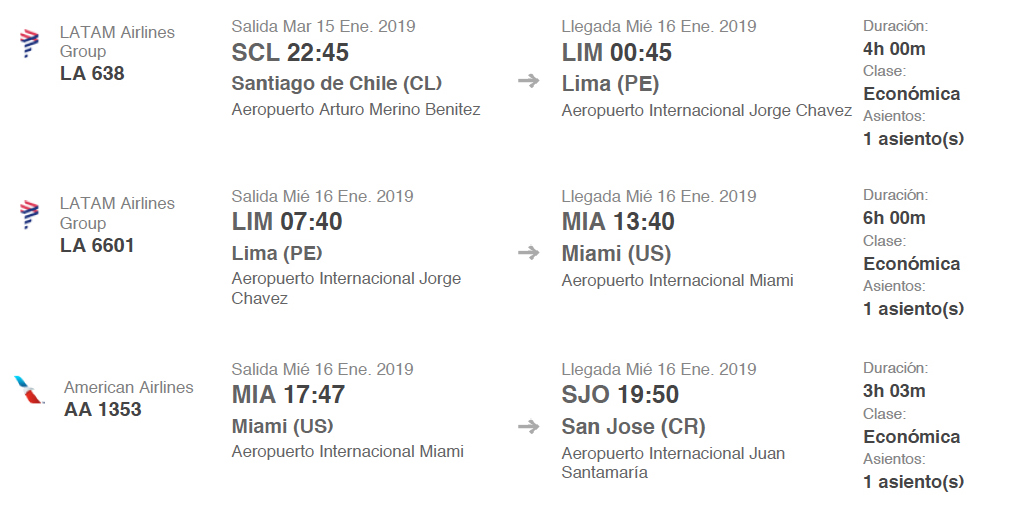 LATAM Airlines
Group
LA 638
Salida Mar 15 Ene. 2019
SCL 22:45
Santiago de Chile (CL)
Aeropuerto Arturo Merino Benitez
Llegada Mié 16 Ene. 2019
LIM 00:45
Lima (PE)
Aeropuerto Internacional Jorge Chavez
Duración:
4h 00m
Clase:
Económica
Asientos:
1 asiento(s)
LATAM Airlines
Group
LA 6601
Salida Mié 16 Ene. 2019
LIM 07:40
Lima (PE)
Aeropuerto Internacional Jorge
Chavez
Llegada Mié 16 Ene. 2019
MIA 13:40
Miami (US)
Aeropuerto Internacional Miami
Duración:
6h 00m
Clase:
Económica
Asientos:
1 asiento(s)
American Airlines
AA 1353
Salida Mié 16 Ene. 2019
MIA 17:47
Miami (US)
Aeropuerto Internacional Miami
Llegada Mié 16 Ene. 2019
SJO 19:50
San Jose (CR)
Aeropuerto Internacional Juan
Santamaría
Duración:
3h 03m
Clase:
Económica
Asientos:
1 asiento(s)